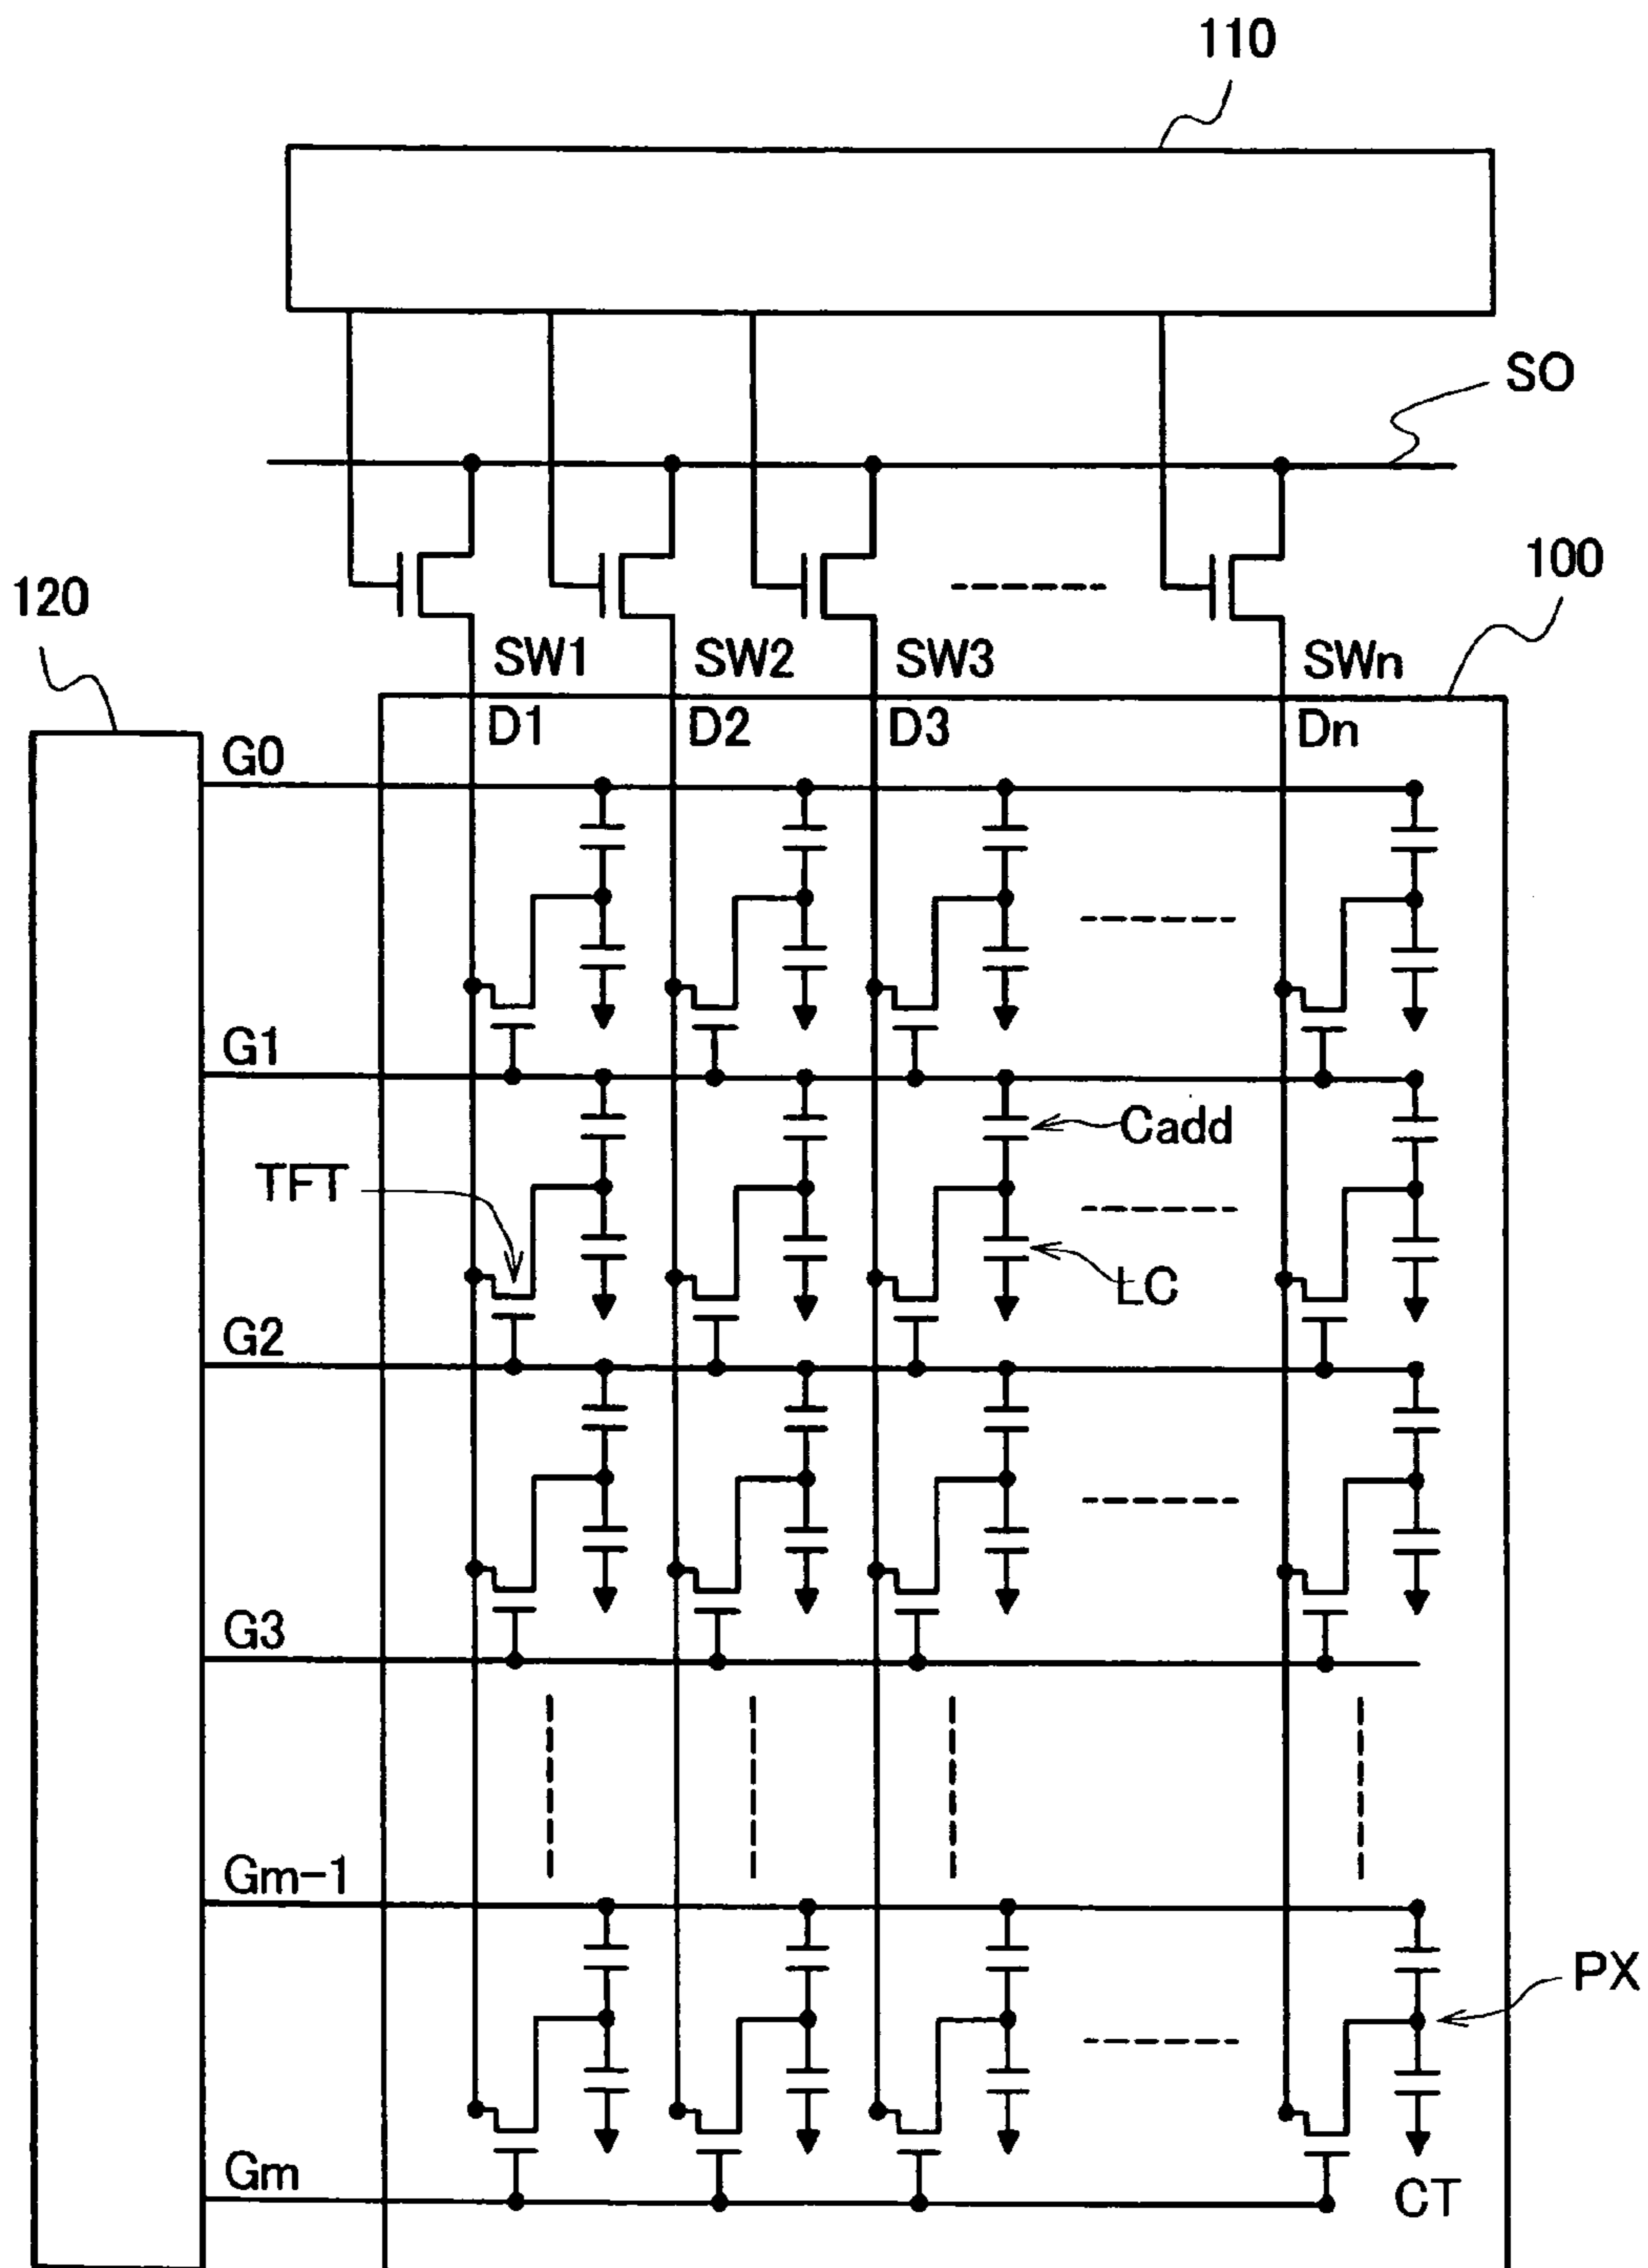 110
SO
100
120
SW1 SW2 SW3 SWn
D1 D2 D3 Dn
G0
G1
Cadd
TFT
LC
G2
G3
Gm-1
PX
Gm
CT